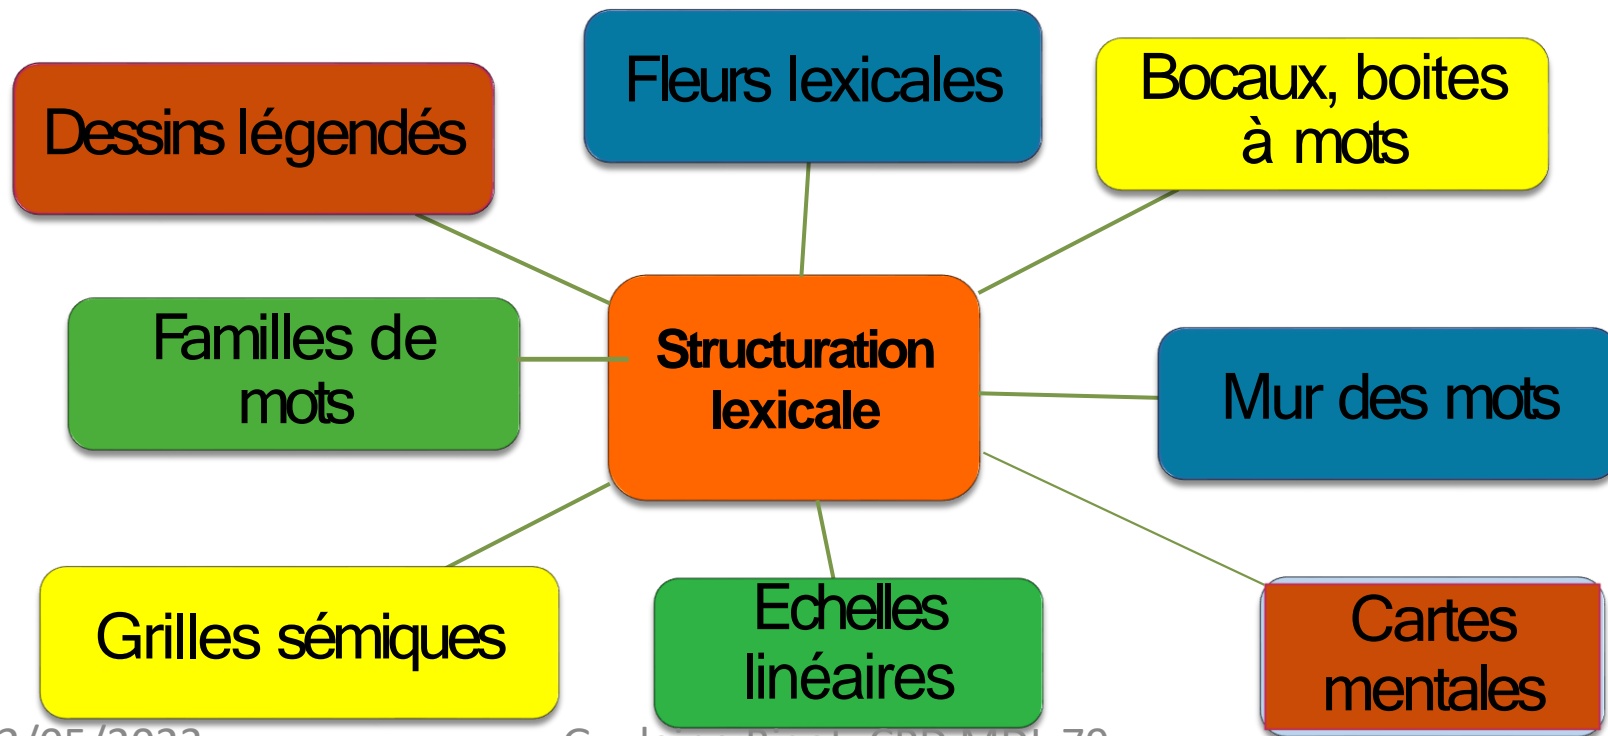 Fleurs lexicales
Bocaux, boites
à mots
Dessins légendés
Familles de
mots
Structuration
lexicale
Mur des mots
Grilles sémiques
Echelles
linéaires
Cartes
mentales